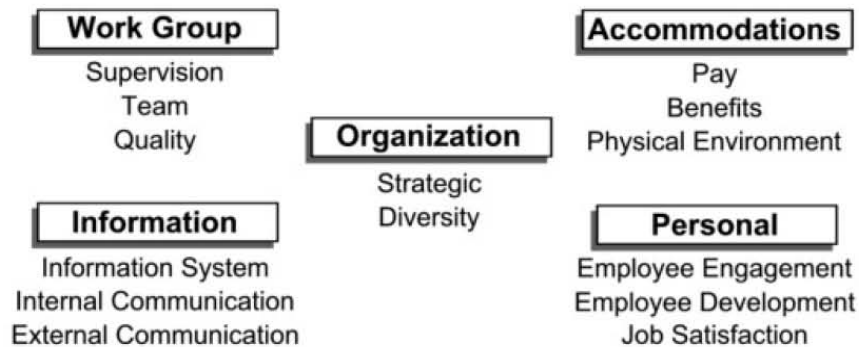 Work Group
Supervision
Team
Quality
Accommodations
Pay
Benefits
Physical Environment
Organization
Strategic
Diversity
Information
Information System
Internal Communication
External Communication
Personal
Employee Engagement
Employee Development
Job Satisfaction